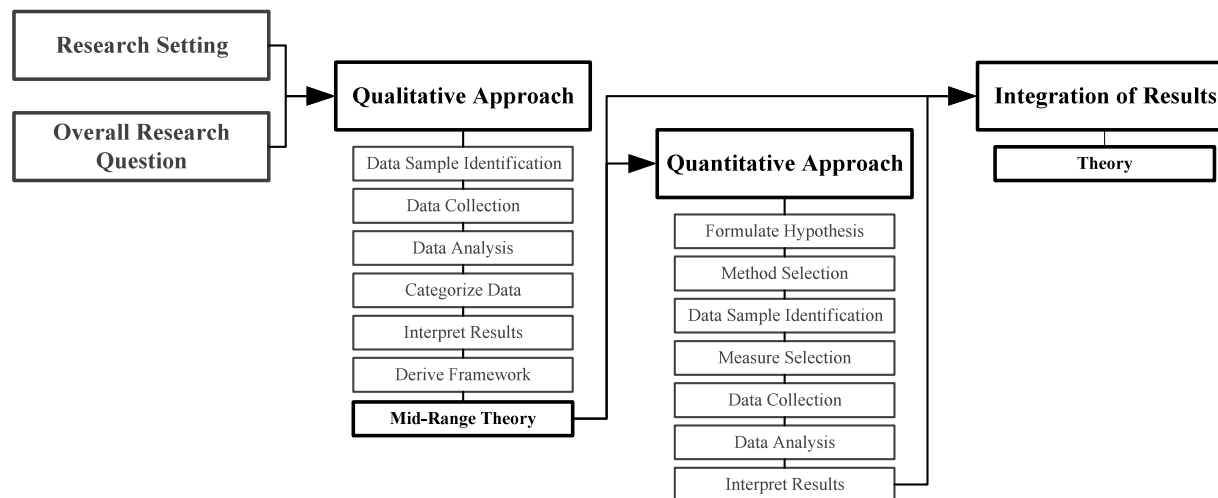 Research Setting
Overall Research
Question
Qualitative Approach
Data Sample Identification
Data Collection
Data Analysis
Categorize Data
Interpret Results
Derive Framework
Mid-Range Theory
Quantitative Approach
Formulate Hypothesis
Method Selection
Data Sample Identification
Measure Selection
Data Collection
Data Analysis
Interpret Results
Integration of Results
Theory